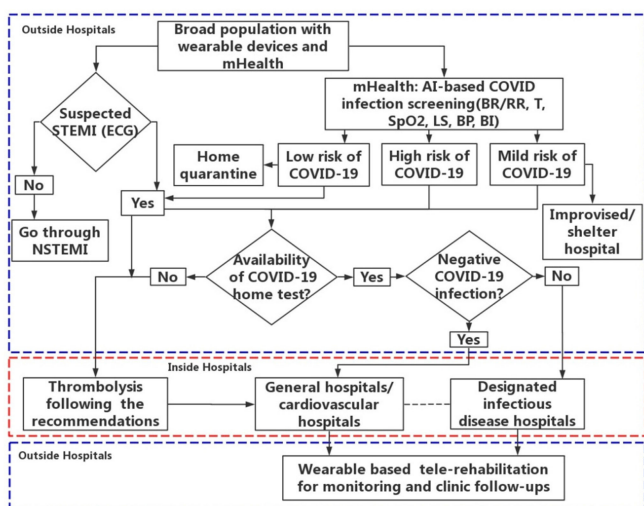 Outside Hospitals
Broad population with
wearable devices and
mHealth
Suspected
STEMI (ECG)
mHealth: AI-based COVID
infection screening(BR/RR, T,
SpO2, LS, BP, BI)
Home
quarantine
Low risk of
COVID-19
High risk of
COVID-19
Mild risk of
COVID-19
No
Yes
Go through
NSTEMI
Improvised/
shelter
hospital
No
Availability
of COVID-19
home test?
Yes
Negative
COVID-19
infection?
No
Yes
Inside Hospitals
Thrombolysis
following the
recommendations
General hospitals/
cardiovascular
hospitals
Designated
infectious
disease hospitals
Outside Hospitals
Wearable based tele-rehabilitation
for monitoring and clinic follow-ups